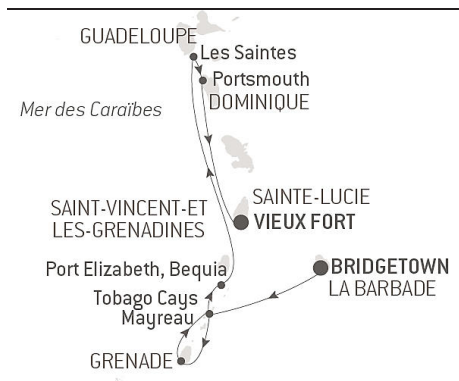 GUADELOUPE
Les Saintes
Portsmouth
DOMINIQUE
Mer des Caraïbes
SAINTE-LUCIE
VIEUX FORT
SAINT-VINCENT-ET
LES-GRENADINES
Port Elizabeth, Bequia
BRIDGETOWN
LA BARBADE
Tobago Cays
Mayreau
GRENADE